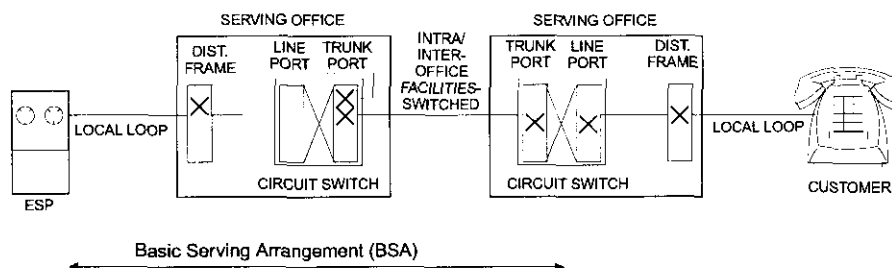 SERVING OFFICE
SERVING OFFICE
DIST.
FRAME
LINE
PORT
TRUNK
PORT
INTRA/
INTER-
OFFICE
FACILITIES-
SWITCHED
TRUNK
PORT
LINE
PORT
DIST.
FRAME
LOCAL LOOP
LOCAL LOOP
CIRCUIT SWITCH
CIRCUIT SWITCH
ESP
CUSTOMER
Basic Serving Arrangement (BSA)